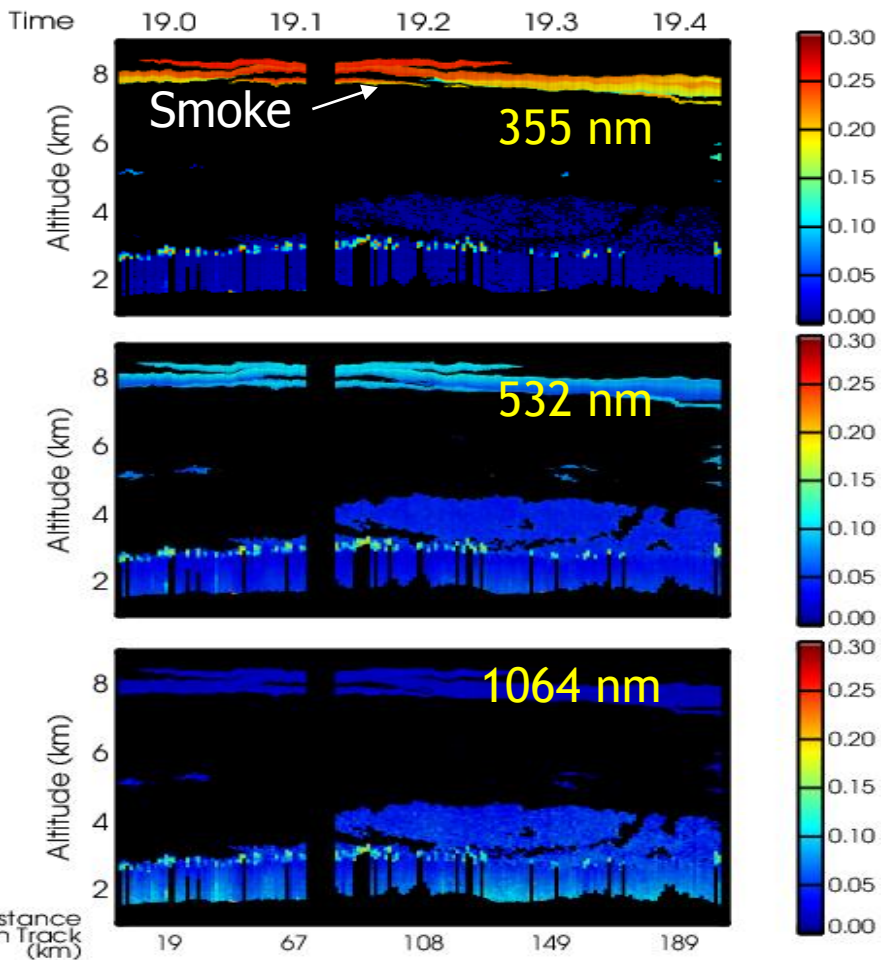 Time 19.0 19.1 19.2 19.3 19.4
0.30
0.25
0.20
0.15
0.10
0.05
0.00
8
6
4
2
Altitude (km)
Smoke
355 nm
0.30
0.25
0.20
0.15
0.10
0.05
0.00
8
6
4
2
Altitude (km)
532 nm
0.30
0.25
0.20
0.15
0.10
0.05
0.00
8
6
4
2
Altitude (km)
1064 nm
stance
n Track
(km)
19 67 108 149 189